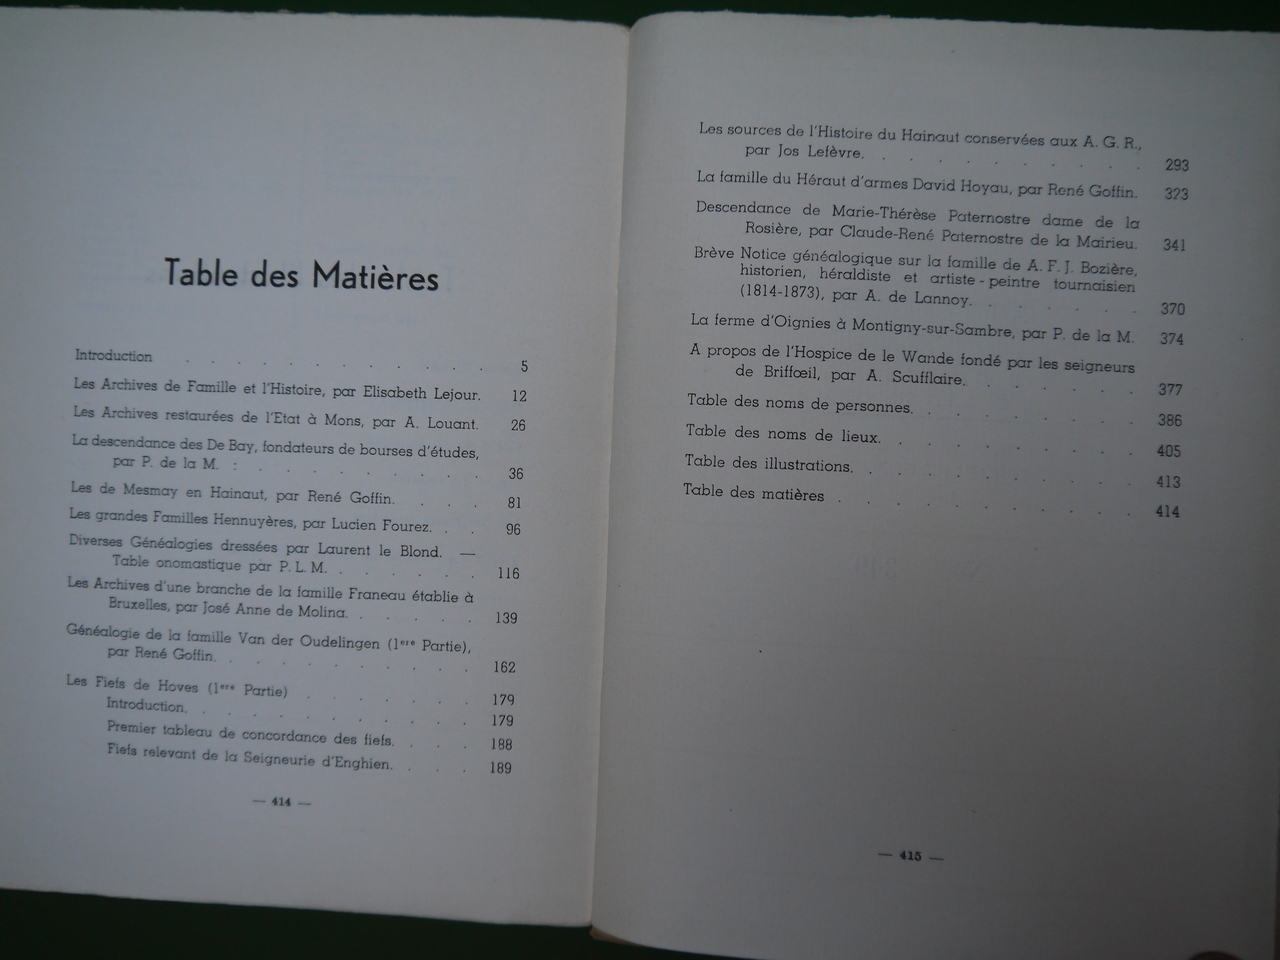 Table des Matières
Introduction . . . . . . . . . 5
Les Archives de Famille et l'Histoire, par Elisabeth Lejour. 12
Les Archives restaurées de l'Etat à Mons, par A. Louant. 26
La descendance des De Bay, fondateurs de bourses d'études,
par P. de la M. : . . . . . . . 36
Les de Mesmay en Hainaut, par René Goffin. . . . 81
Les grandes Familles Hennuyères, par Lucien Fourez. . . 96
Diverses Généalogies dressées par Laurent le Blond. —
Table onomastique par P. L. M. . . . . . . 116
Les Archives d'une branche de la famille Franeau établie à
Bruxelles, par José Anne de Molina. . . . . . 139
Généalogie de la famille Van der Oudelingen (1ere Partie),
par René Goffin. . . . . . . . . . 162
Les Fiefs de Hoves (1ere Partie) . . . . . . 179
Introduction. . . . . . . . . . . 179
Premier tableau de concordance des fiefs. . . . 188
Fiefs relevant de la Seigneurie d'Enghien. . . . 189
— 414 —
Les sources de l'Histoire du Hainaut conservées aux A. G. R.,
par Jos Lefèvre. . . . . . . . . . . 293
La famille du Héraut d'armes David Hoyau, par René Goffin. 323
Descendance de Marie-Thérèse Paternostre dame de la
Rosière, par Claude-René Paternostre de la Mairieu. 341
Brève Notice généalogique sur la famille de A. F. J. Bozière,
historien, héraldiste et artiste-peintre tournaisien
(1814-1873), par A. de Lannoy. . . . . . 370
La ferme d'Oignies à Montigny-sur-Sambre, par P. de la M. 374
A propos de l'Hospice de le Wande fondé par les seigneurs
de Briffœil, par A. Scufflaire. . . . . . 377
Table des noms de personnes. . . . . . . 386
Table des noms de lieux. . . . . . . . 405
Table des illustrations. . . . . . . . 413
Table des matières . . . . . . . . . 414
— 415 —